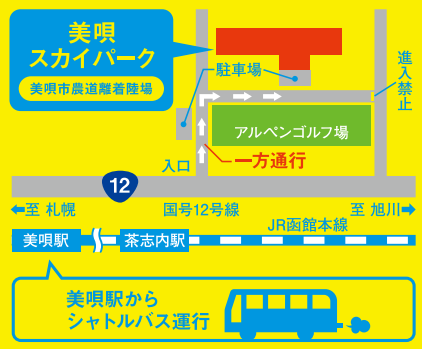 美唄
スカイパーク
美唄市農道離着陸場
駐車場
進入禁止
アルペンゴルフ場
入口
一方通行
12
至 札幌
国号12号線
至 旭川
JR函館本線
美唄駅
茶志内駅
美唄駅から
シャトルバス運行